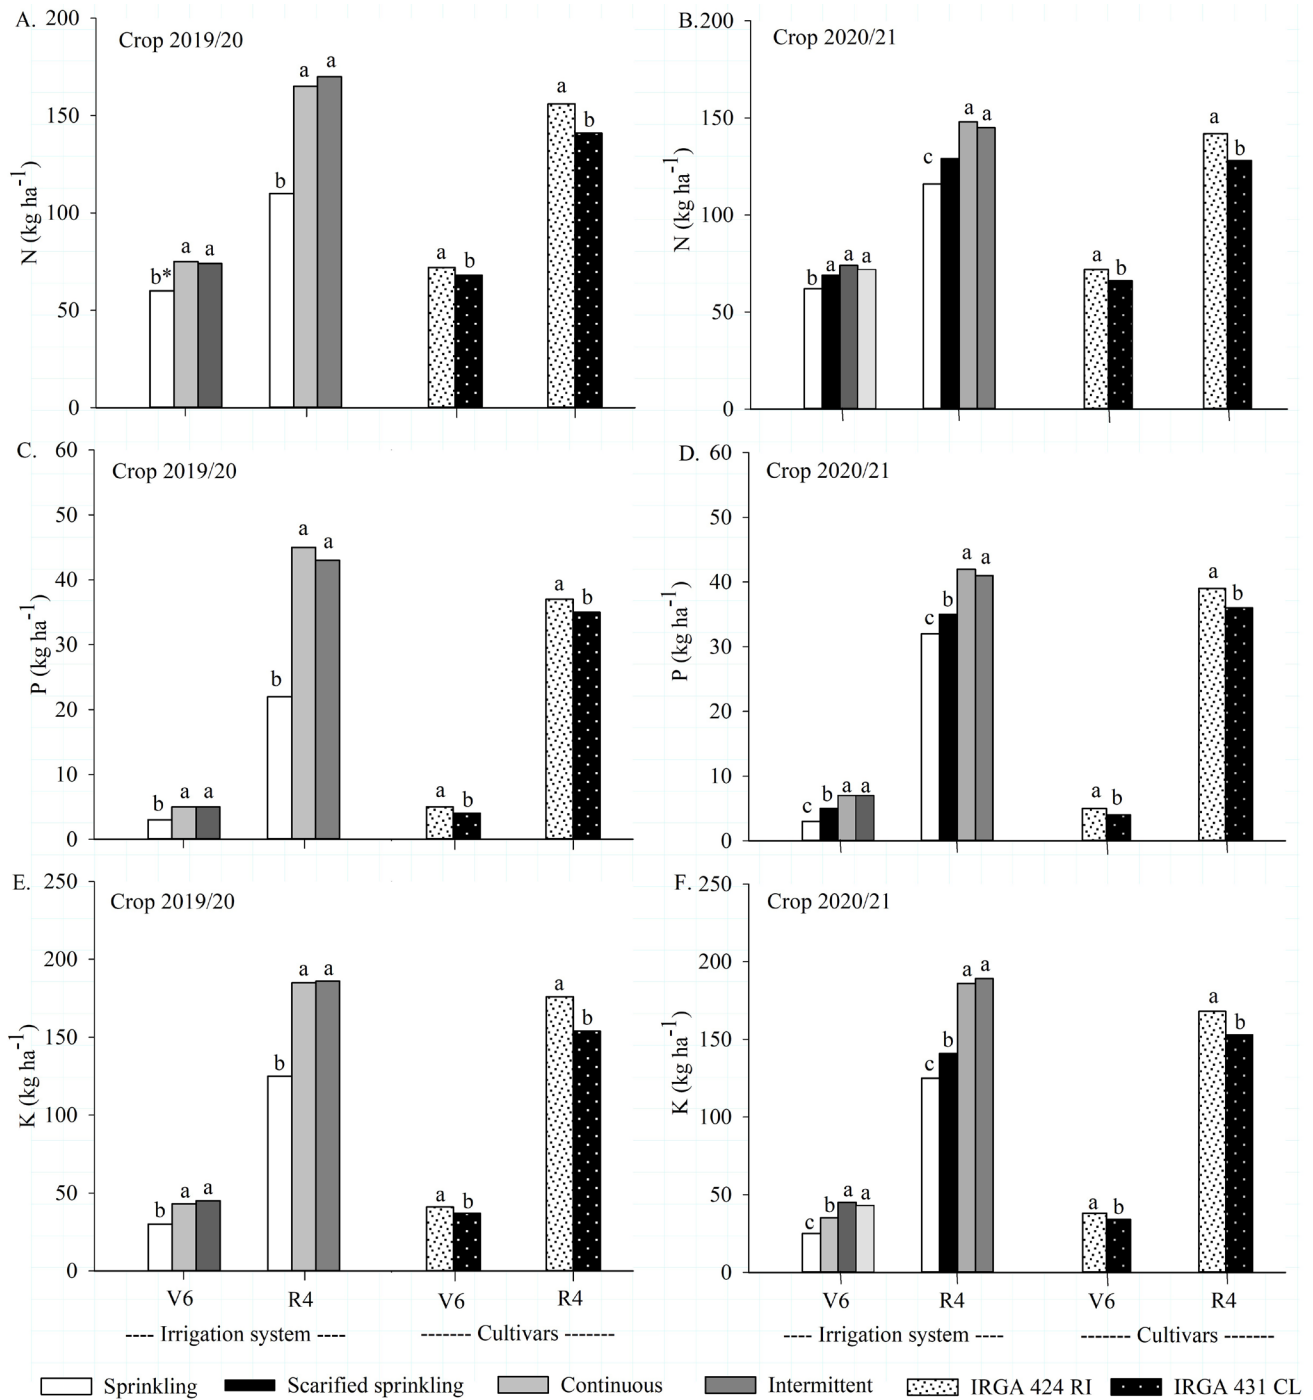 A. 200
Crop 2019/20
a
a
a
150
b
N (kg ha-1)
b
100
a
a
a
b
b*
50
0
B. 200
Crop 2020/21
150
a
a
a
b
c
N (kg ha-1)
100
a
a
a
b
a
b
50
0
C. 60
Crop 2019/20
50
a
a
40
a
b
P (kg ha-1)
30
b
20
10
b
a
a
a
b
0
D. 60
Crop 2020/21
50
a
a
a
40
c
b
b
P (kg ha-1)
30
20
10
c
b
a
a
a
b
0
E. 250
Crop 2019/20
200
a
a
a
b
150
b
K (kg ha-1)
100
50
b
a
a
a
b
0
V6
R4
V6
R4
---- Irrigation system ----
------- Cultivars -------
F. 250
Crop 2020/21
200
a
a
a
b
150
c
b
K (kg ha-1)
100
50
c
b
a
a
a
b
0
V6
R4
V6
R4
---- Irrigation system ----
------- Cultivars -------
Sprinkling
Scarified sprinkling
Continuous
Intermittent
IRGA 424 RI
IRGA 431 CL